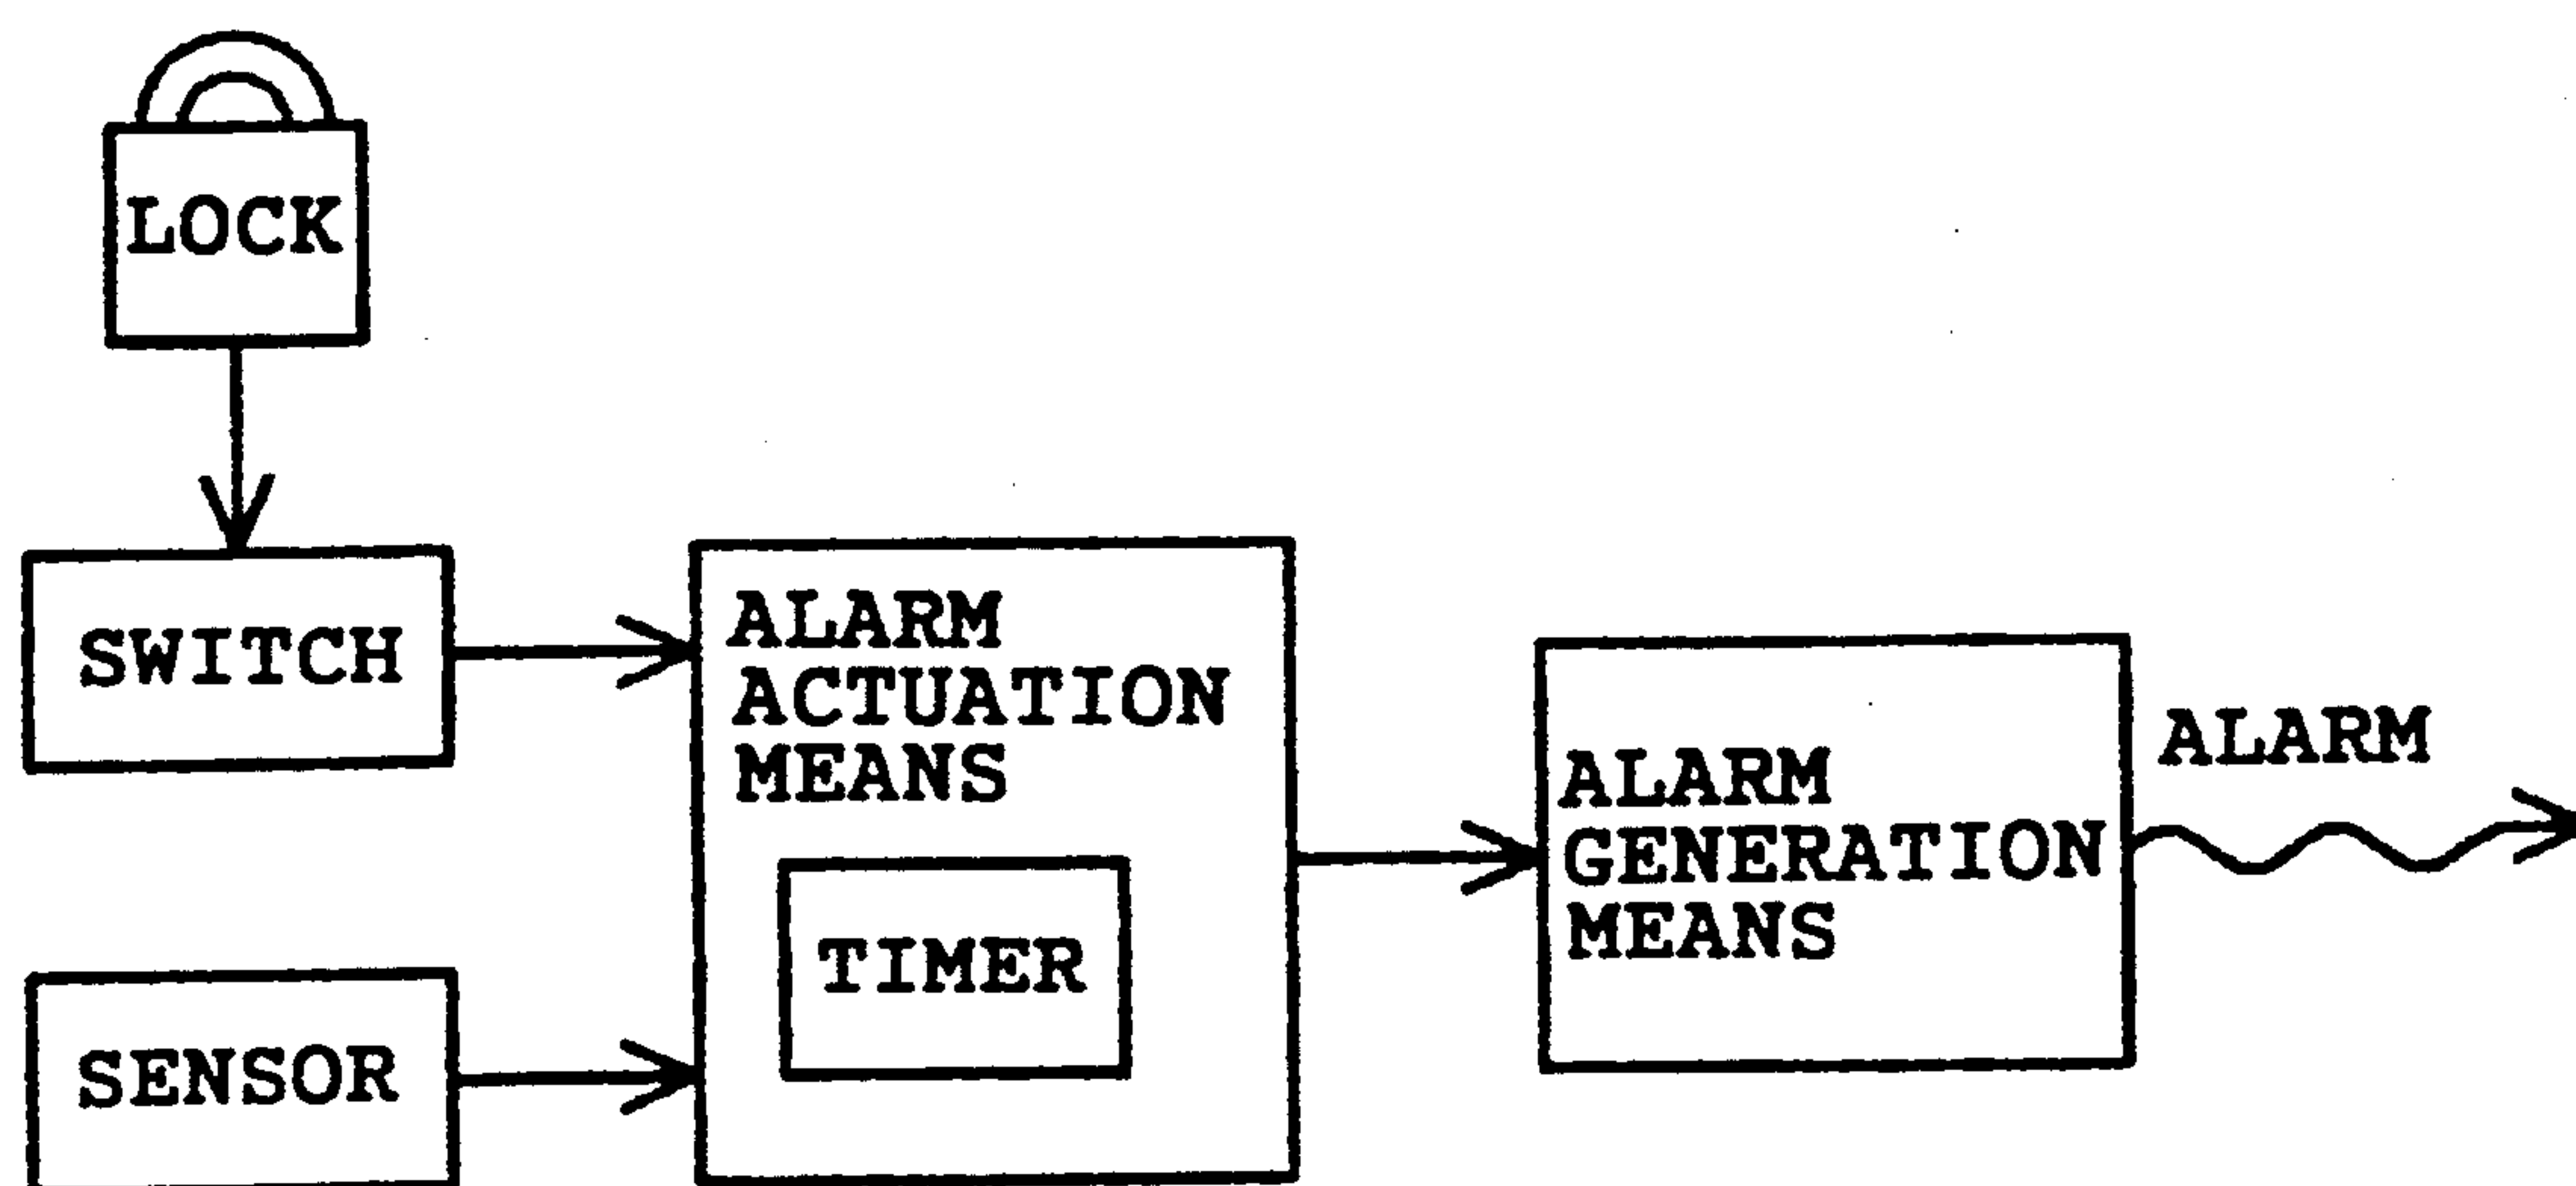 LOCK
SWITCH
ALARM
ACTUATION
MEANS
TIMER
SENSOR
ALARM
GENERATION
MEANS
ALARM